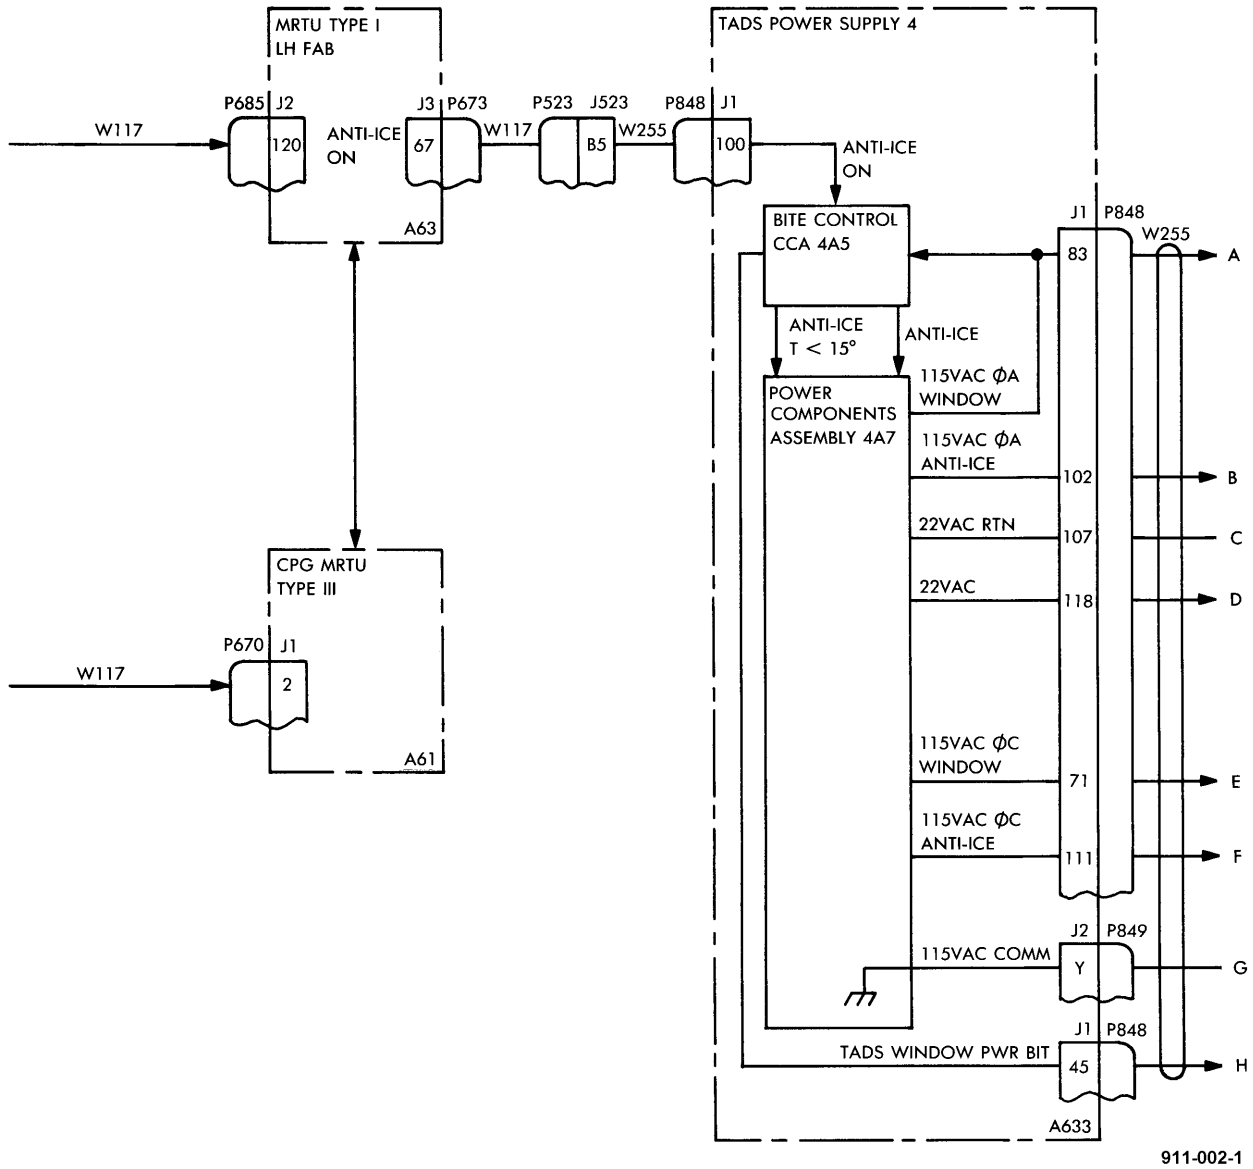 MRTU TYPE I
LH FAB
P685 J2
W117
120
ANTI-ICE
ON
J3 P673
67
A63
W117
P523 J523
B5
W255
P848 J1
100
TADS POWER SUPPLY 4
ANTI-ICE
ON
BITE CONTROL
CCA 4A5
ANTI-ICE
T < 15°
ANTI-ICE
POWER
COMPONENTS
ASSEMBLY 4A7
J1 P848
W255
83
A
115VAC ϕA
WINDOW
115VAC ϕA
ANTI-ICE
102
B
22VAC RTN
107
C
22VAC
118
D
115VAC ϕC
WINDOW
71
E
115VAC ϕC
ANTI-ICE
111
F
J2 P849
115VAC COMM
Y
G
J1 P848
TADS WINDOW PWR BIT
45
H
A633
CPG MRTU
TYPE III
P670 J1
W117
2
A61
911-002-1